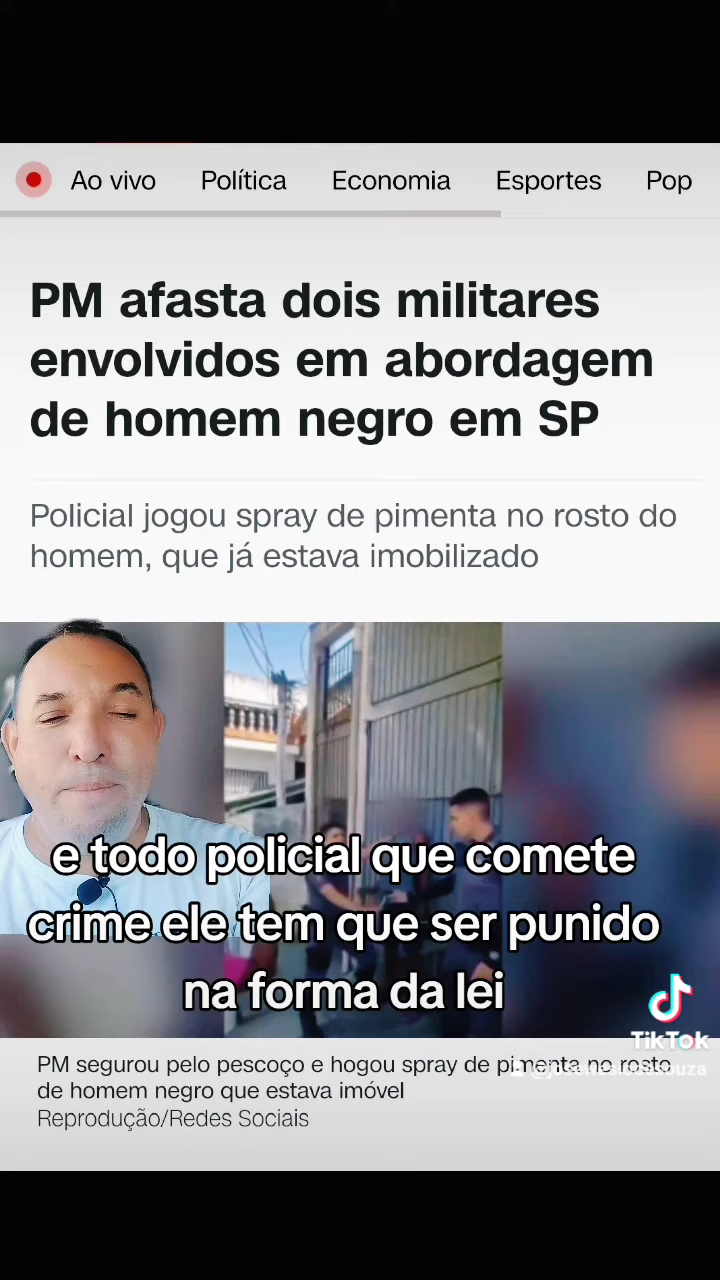 Ao vivo Política Economia Esportes Pop
PM afasta dois militares
envolvidos em abordagem
de homem negro em SP
Policial jogou spray de pimenta no rosto do
homem, que já estava imobilizado
e todo policial que comete
crime ele tem que ser punido
na forma da lei
TikTok
PM segurou pelo pescoço e hogou spray de pimenta no rosto
de homem negro que estava imóvel
Reprodução/Redes Sociais